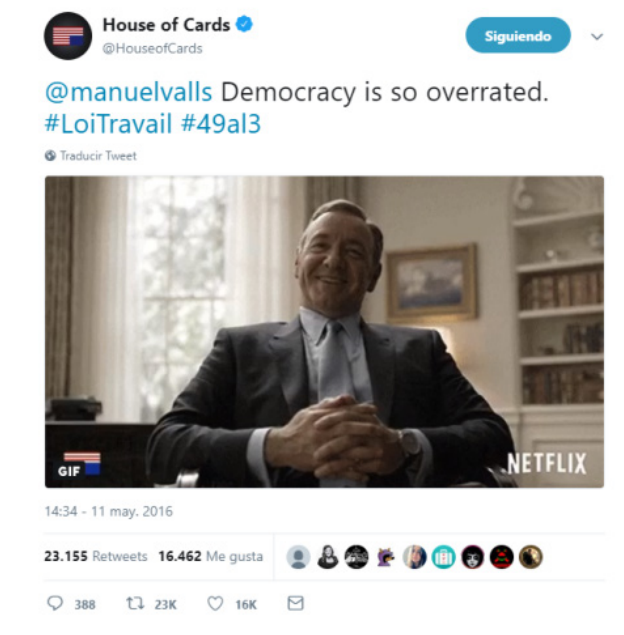 House of Cards
@HouseofCards
Siguiendo
@manuelvalls Democracy is so overrated.
#LoiTravail #49al3
Traducir Tweet
GIF
NETFLIX
14:34 - 11 may. 2016
23.155 Retweets 16.462 Me gusta
388 23K 16K